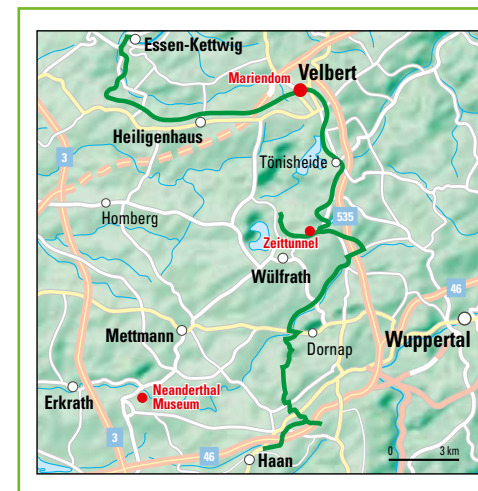 Essen-Kettwig
Mariendom
Velbert
Heiligenhaus
3
Tönisheide
Homberg
535
Zeittunnel
Wülfrath
46
Mettmann
Dornap
Wuppertal
Neanderthal
Museum
Erkrath
3
46
Haan
0 3 km